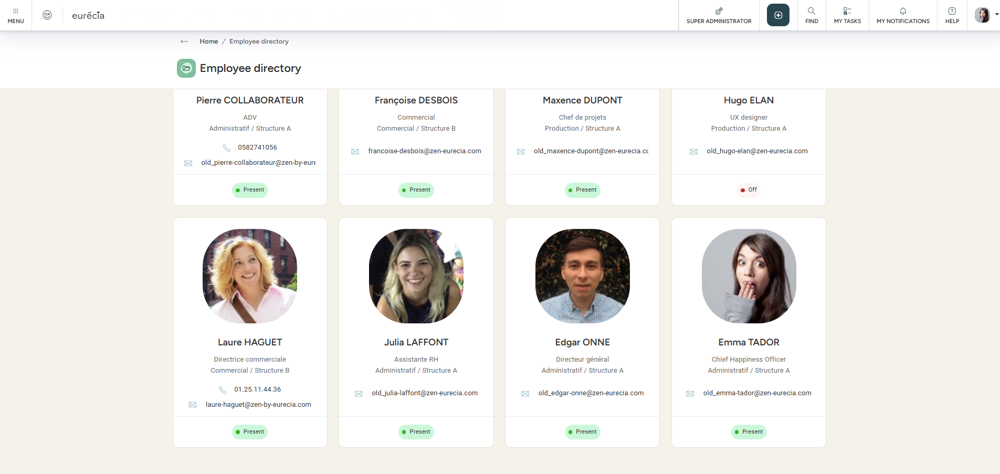 MENU
eurécia
SUPER ADMINISTRATOR
FIND
MY TASKS
MY NOTIFICATIONS
HELP
Home / Employee directory
Employee directory
Pierre COLLABORATEUR
ADV
Administratif / Structure A
0582741056
old_pierre-collaborateur@zen-by-eure
Present
Françoise DESBOIS
Commercial
Commercial / Structure B
francoise-desbois@zen-eurecia.com
Present
Maxence DUPONT
Chef de projets
Production / Structure A
old_maxence-dupont@zen-eurecia.cc
Present
Hugo ELAN
UX designer
Production / Structure A
old_hugo-elan@zen-eurecia.com
Off
Laure HAGUET
Directrice commerciale
Commercial / Structure B
01.25.11.44.36
laure-haguet@zen-by-eurecia.com
Present
Julia LAFFONT
Assistante RH
Administratif / Structure A
old_julia-laffont@zen-eurecia.com
Present
Edgar ONNE
Directeur général
Administratif / Structure A
old_edgar-onne@zen-eurecia.com
Present
Emma TADOR
Chief Happiness Officer
Administratif / Structure A
old_emma-tador@zen-eurecia.com
Present